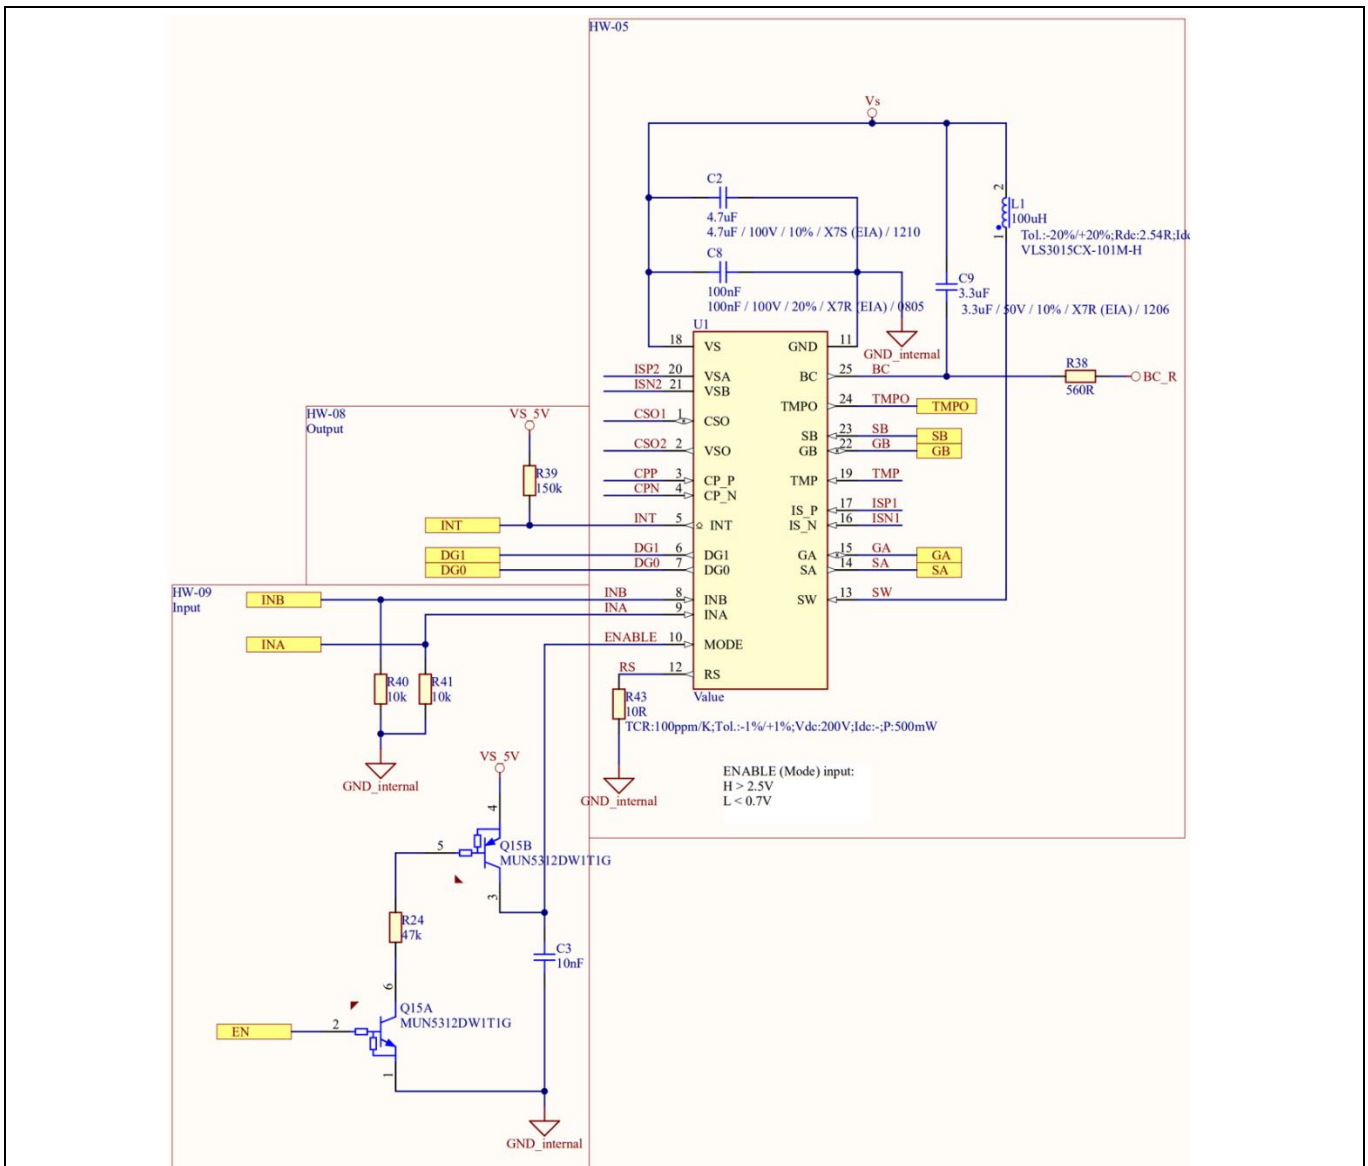 HW-05
Vs
C2
4.7uF
4.7uF / 100V / 10% / X7S (EIA) / 1210
2
L1
100uH
1
Tol.:-20%/+20%;Rdc:2.54R;Idc
VLS3015CX-101M-H
C8
100nF
100nF / 100V / 20% / X7R (EIA) / 0805
C9
3.3uF
3.3uF / 50V / 10% / X7R (EIA) / 1206
U1
18 VS GND 11
GND_internal
ISP2 20 VSA BC 25 BC
R38
560R
BC_R
ISN2 21 VSB
TMPO 24 TMPO TMPO
HW-08
Output
VS_5V
CSO1 1 CSO
SB 23 SB SB
CSO2 2 VSO GB 22 GB GB
R39
150k
CPP 3 CP_P TMP 19 TMP
CPN 4 CP_N
IS_P 17 ISP1
INT INT 5 INT IS_N 16 ISN1
DG1 DG1 6 DG1 GA 15 GA GA
DG0 DG0 7 DG0 SA 14 SA SA
HW-09
Input
INB INB 8 INB SW 13 SW
INA 9 INA
INA
ENABLE 10 MODE
RS 12 RS
R40
10k
R41
10k
Value
R43
10R
TCR:100ppm/K;Tol.:-1%/+1%;Vdc:200V;Idc:-;P:500mW
GND_internal
VS_5V
GND_internal
ENABLE (Mode) input:
H > 2.5V
L < 0.7V
4
5
Q15B
MUN5312DW1T1G
3
R24
47k
C3
10nF
6
Q15A
MUN5312DW1T1G
EN 2
1
GND_internal